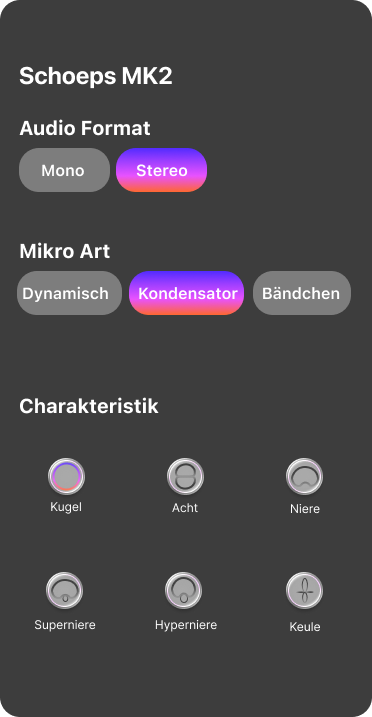 Schoeps MK2
Audio Format
Mono Stereo
Mikro Art
Dynamisch Kondensator Bändchen
Charakteristik
Kugel Acht Niere
Superniere Hyperniere Keule